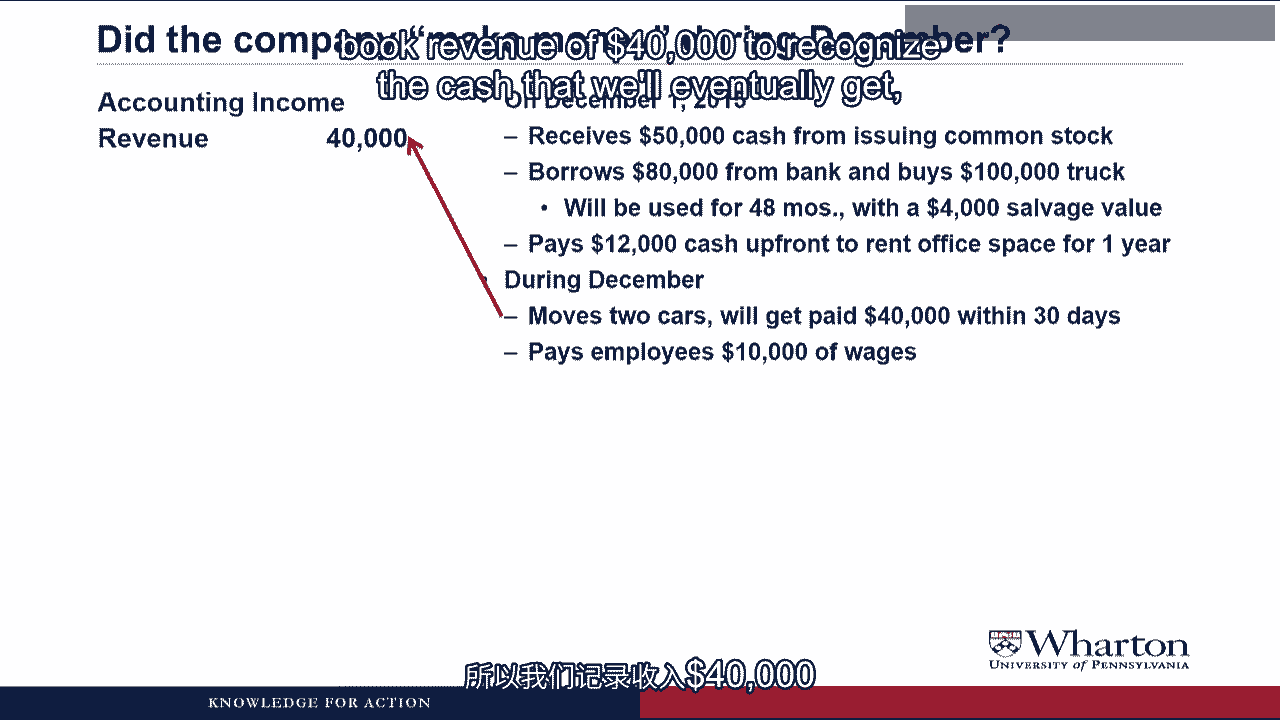 Did the company “make money” during December?
book revenue of $40,000 to recognize
the cash that we'll eventually get,
Accounting Income
Revenue 40,000
• On December 1, 2015
– Receives $50,000 cash from issuing common stock
– Borrows $80,000 from bank and buys $100,000 truck
• Will be used for 48 mos., with a $4,000 salvage value
– Pays $12,000 cash upfront to rent office space for 1 year
• During December
– Moves two cars, will get paid $40,000 within 30 days
– Pays employees $10,000 of wages
Wharton
UNIVERSITY of PENNSYLVANIA
所以我们记录收入$40,000
KNOWLEDGE FOR ACTION